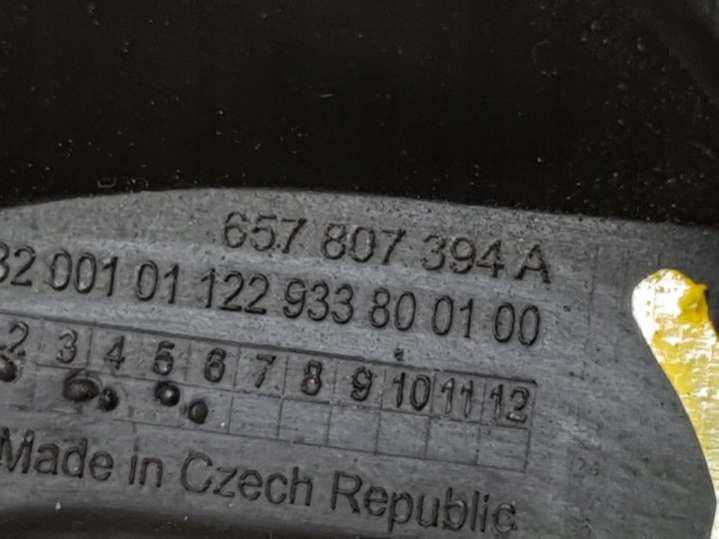 657 807 394 A
32 001 01 122 933 80 01 00
2 3 4 5 6 7 8 9 10 11 12
Made in Czech Republic